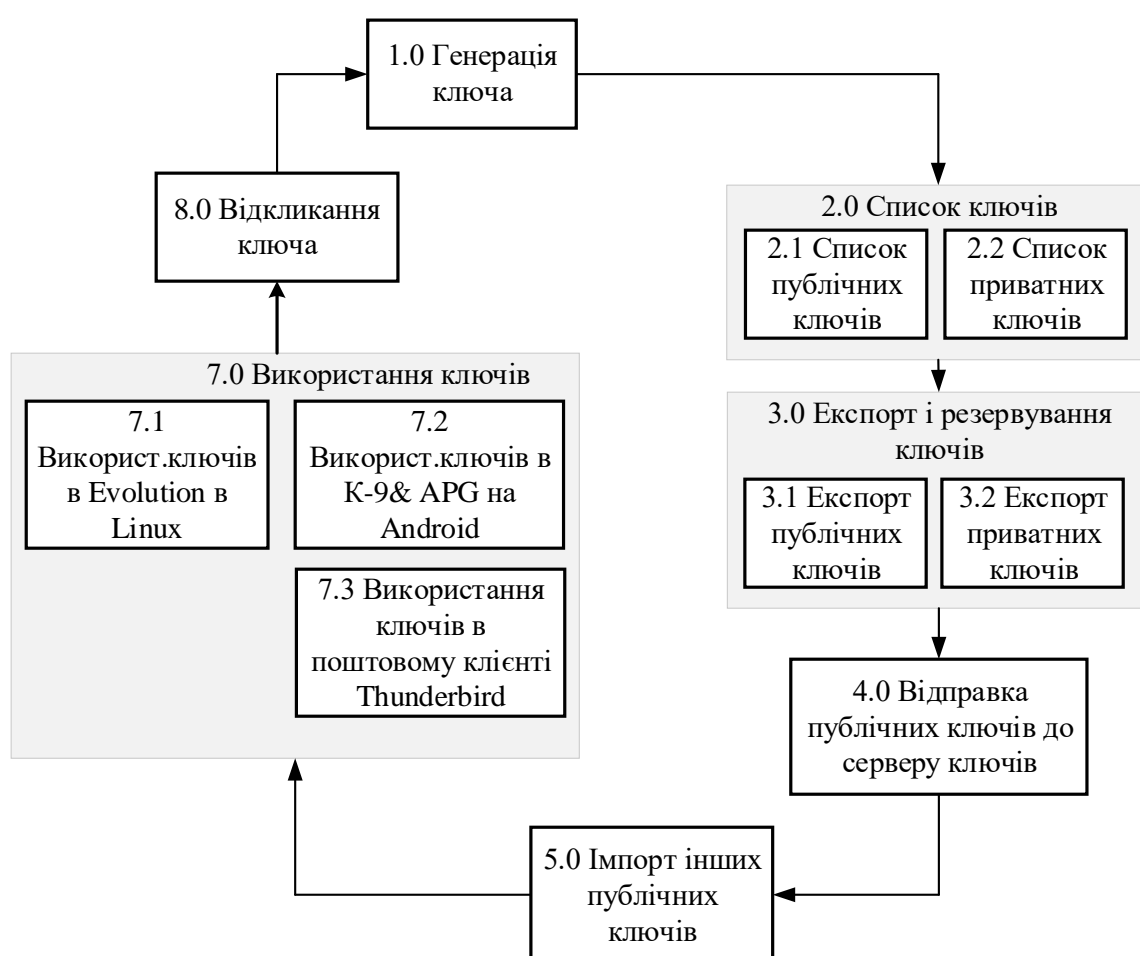 1.0 Генерація
ключа
8.0 Відкликання
ключа
2.0 Список ключів
2.1 Список
публічних
ключів
2.2 Список
приватних
ключів
7.0 Використання ключів
7.1
Використ.ключів
в Evolution в
Linux
7.2
Використ.ключів в
К-9& APG на
Android
7.3 Використання
ключів в
поштовому клієнті
Thunderbird
3.0 Експорт і резервування
ключів
3.1 Експорт
публічних
ключів
3.2 Експорт
приватних
ключів
4.0 Відправка
публічних ключів до
серверу ключів
5.0 Імпорт інших
публічних
ключів